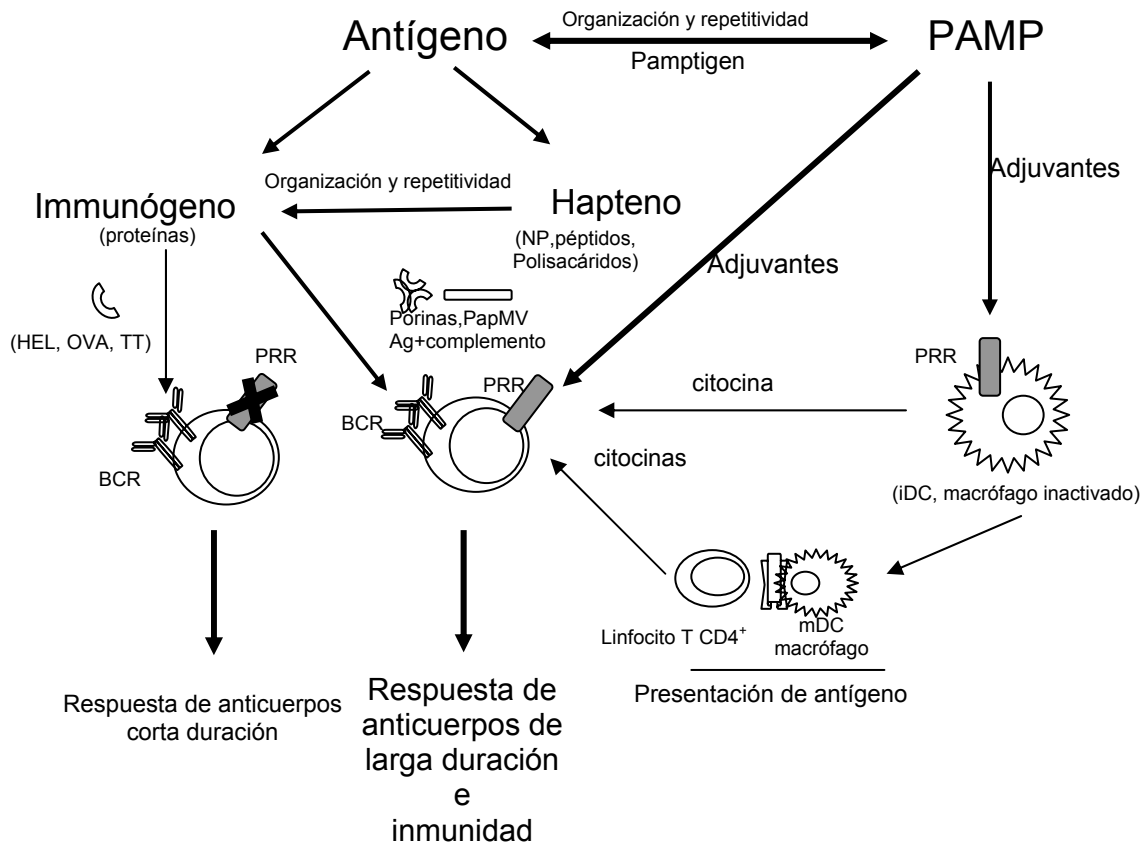 Organización y repetitividad
Antígeno
PAMP
Pamptigen
Adjuvantes
Organización y repetitividad
Immunógeno
(proteínas)
Hapteno
(NP,péptidos,
Polisacáridos)
Adjuvantes
(HEL, OVA, TT)
Porinas,PapMV
Ag+complemento
PRR
PRR
PRR
BCR
BCR
citocina
citocinas
(iDC, macrófago inactivado)
Linfocito T CD4⁺
mDC
macrófago
Presentación de antígeno
Respuesta de anticuerpos
corta duración
Respuesta de
anticuerpos de
larga duración
e
inmunidad